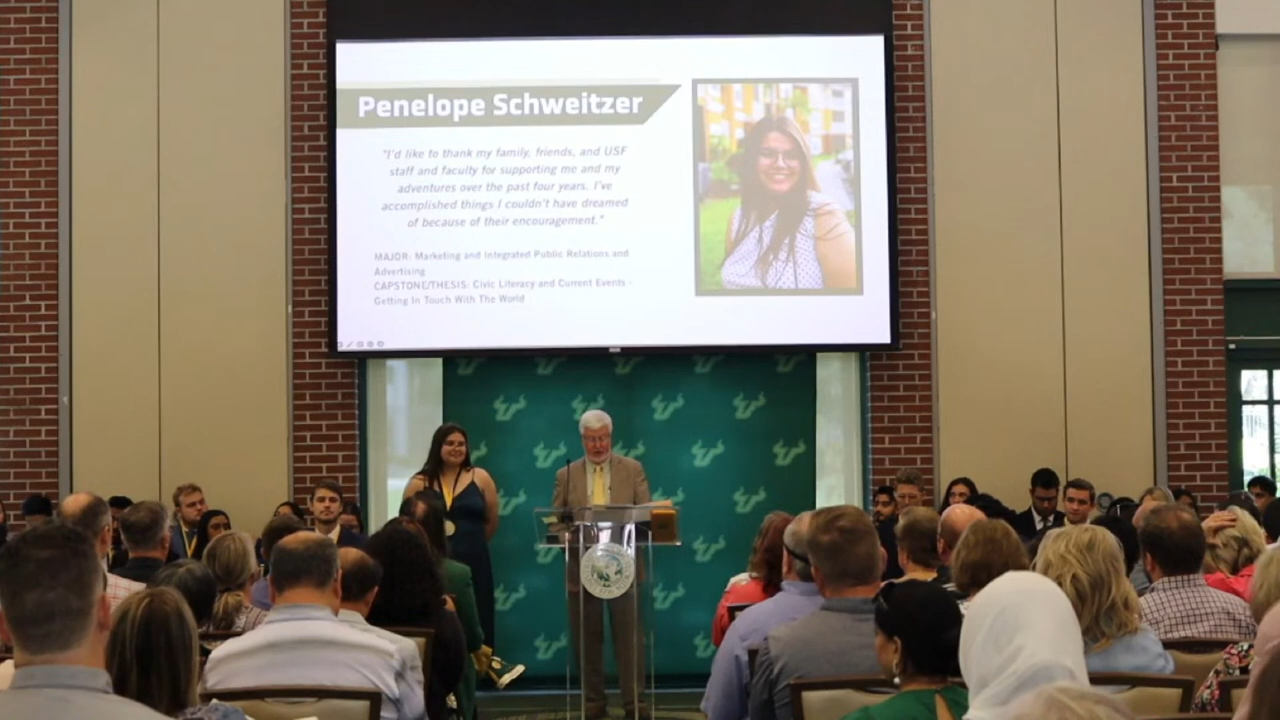 Penelope Schweitzer
"I'd like to thank my family, friends, and USF
staff and faculty for supporting me and my
adventures over the past four years. I've
accomplished things I couldn't have dreamed
of because of their encouragement."
MAJOR: Marketing and Integrated Public Relations and
Advertising
CAPSTONE/THESIS: Civic Literacy and Current Events -
Getting In Touch With The World